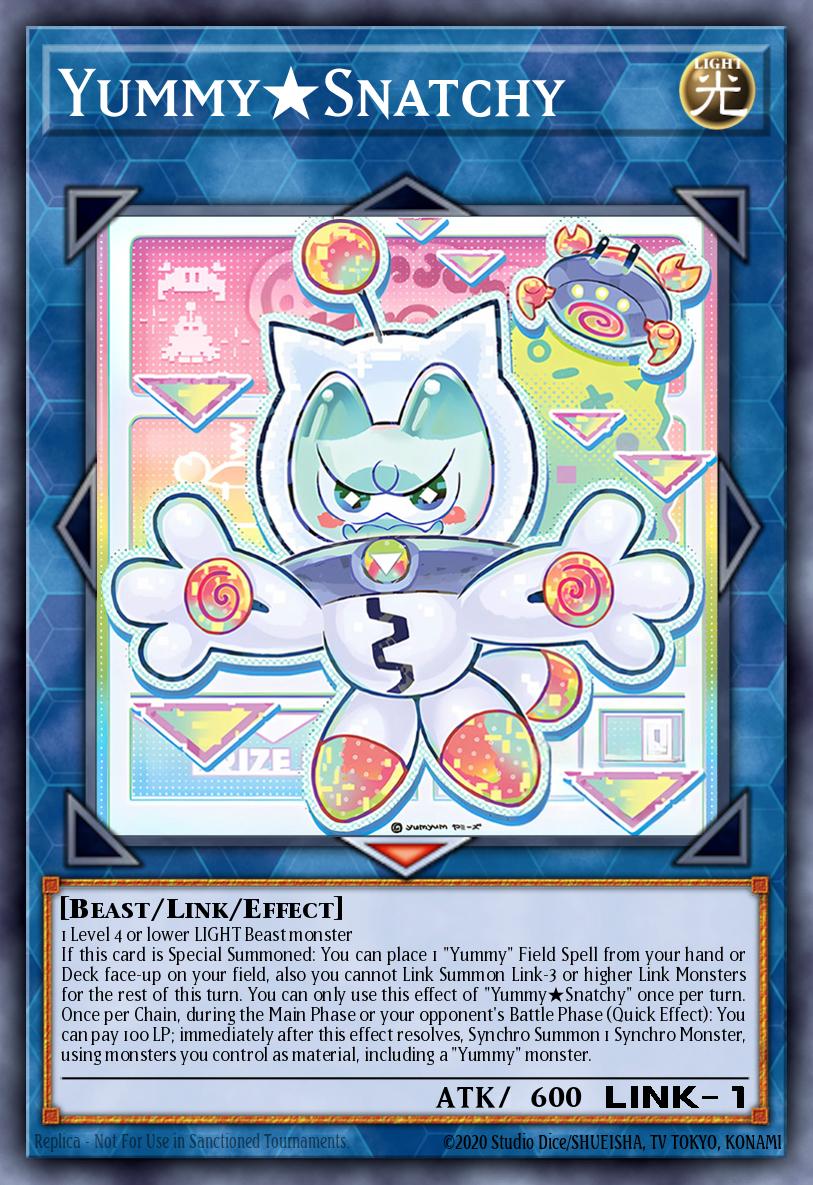 Yummy★Snatchy
LIGHT
光
PRIZE
© yumyum ヤミーズ
[Beast/Link/Effect]
1 Level 4 or lower LIGHT Beast monster
If this card is Special Summoned: You can place 1 "Yummy" Field Spell from your hand or
Deck face-up on your field, also you cannot Link Summon Link-3 or higher Link Monsters
for the rest of this turn. You can only use this effect of "Yummy★Snatchy" once per turn.
Once per Chain, during the Main Phase or your opponent's Battle Phase (Quick Effect): You
can pay 100 LP; immediately after this effect resolves, Synchro Summon 1 Synchro Monster,
using monsters you control as material, including a "Yummy" monster.
ATK/ 600 LINK-1
Replica - Not For Use in Sanctioned Tournaments.
©2020 Studio Dice/SHUEISHA, TV TOKYO, KONAMI